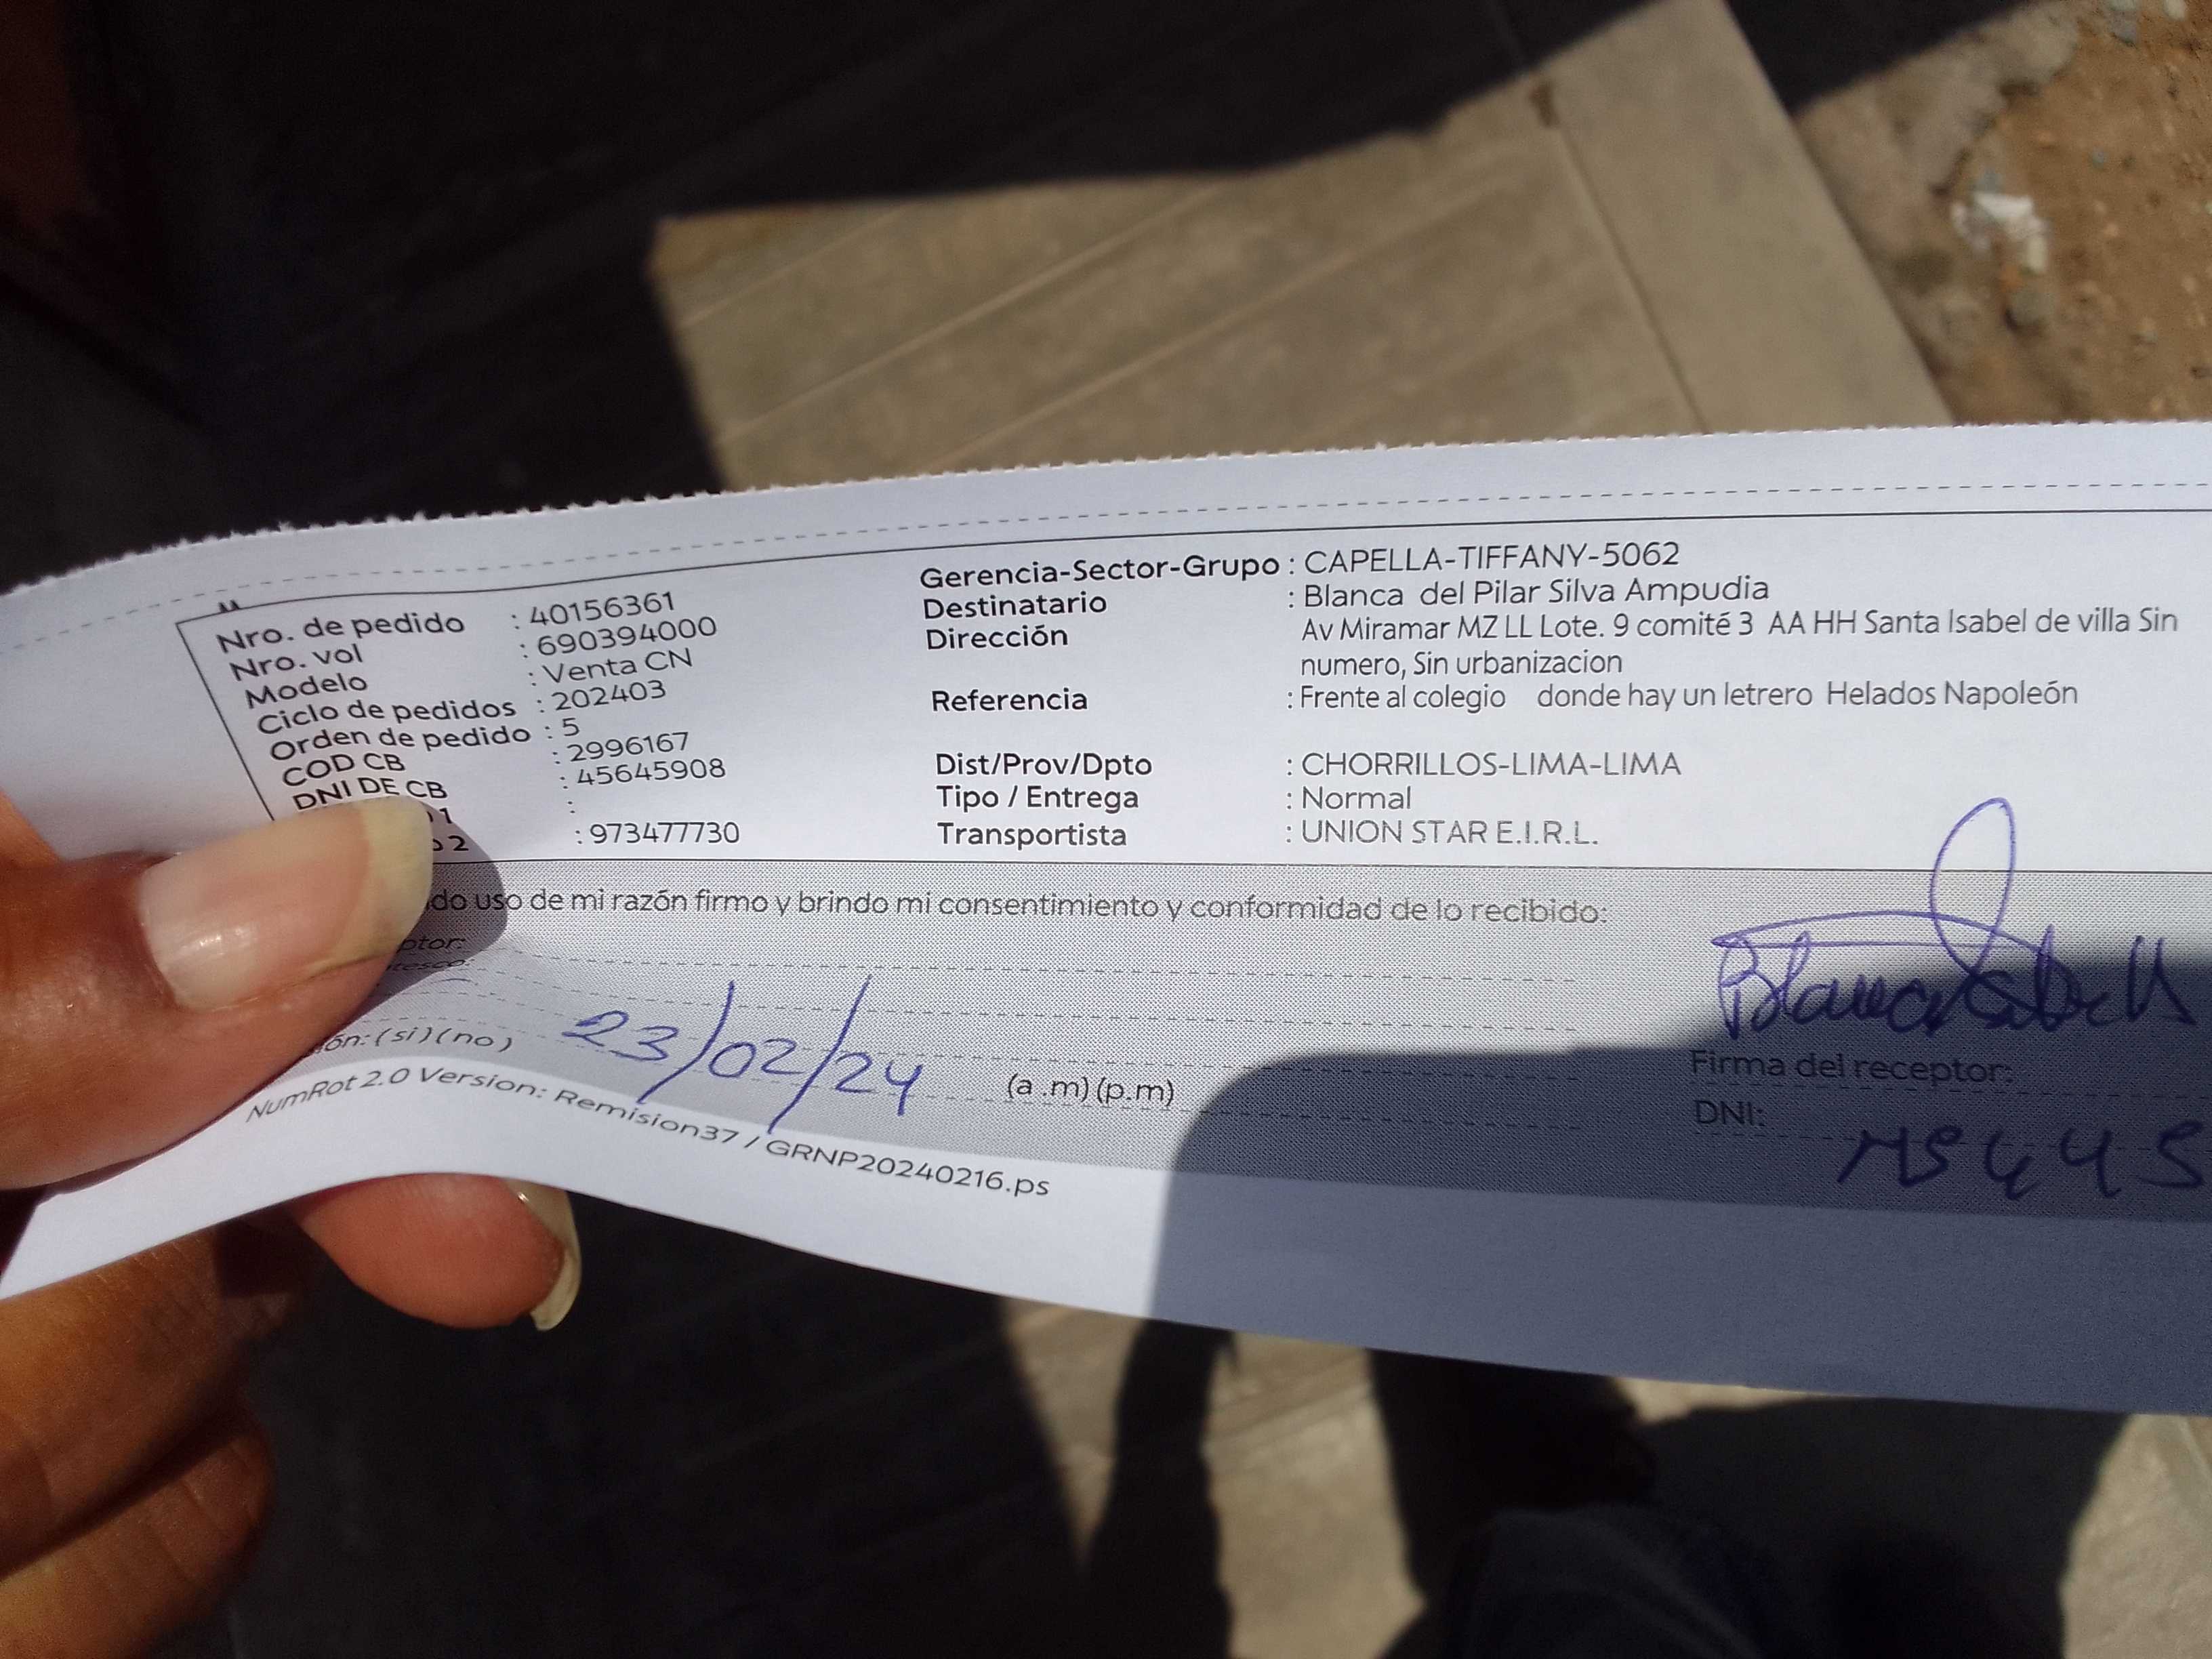 Nro. de pedido : 40156361
Nro. vol : 690394000
Modelo : Venta CN
Ciclo de pedidos : 202403
Orden de pedido : 5
COD CB : 2996167
DNI DE CB : 45645908
1 :
2 : 973477730
Gerencia-Sector-Grupo : CAPELLA-TIFFANY-5062
Destinatario : Blanca del Pilar Silva Ampudia
Dirección Av Miramar MZ LL Lote. 9 comité 3 AA HH Santa Isabel de villa Sin
numero, Sin urbanizacion
Referencia : Frente al colegio donde hay un letrero Helados Napoleón
Dist/Prov/Dpto : CHORRILLOS-LIMA-LIMA
Tipo / Entrega : Normal
Transportista : UNION STAR E.I.R.L.
do uso de mi razón firmo y brindo mi consentimiento y conformidad de lo recibido:
ptor:
tesco:
ón: (si) (no) 23/02/24 (a .m) (p.m)
Firma del receptor:
DNI:
NumRot 2.0 Version: Remision37 / GRNP20240216.ps